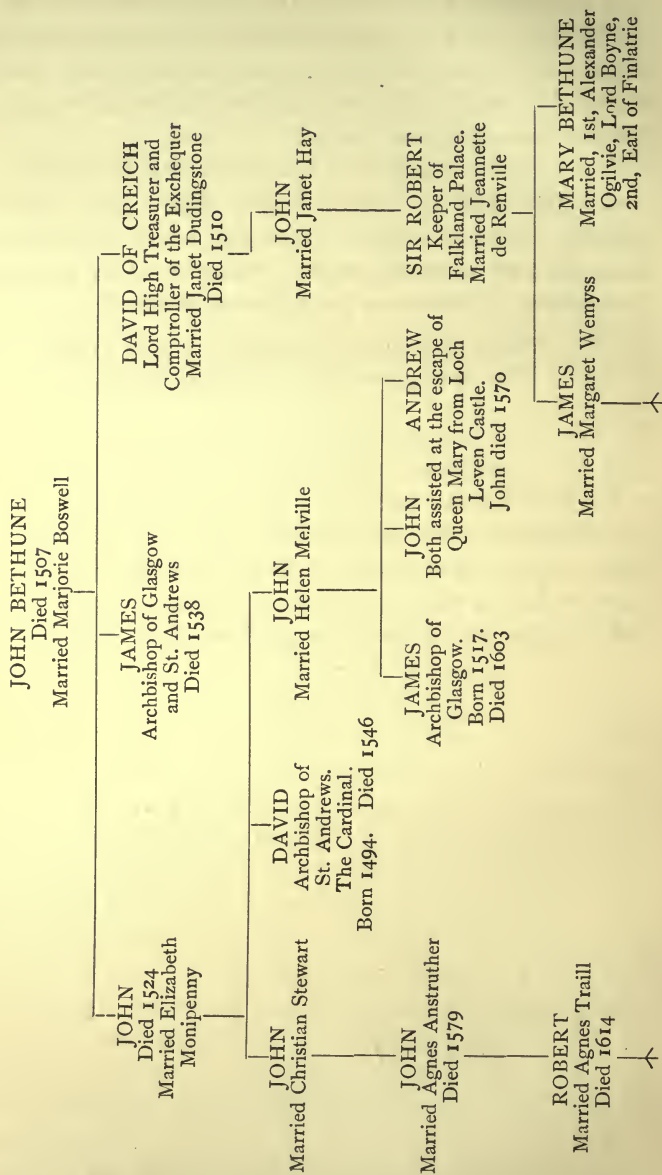 JOHN BETHUNE
Died 1507
Married Marjorie Boswell
JOHN
Died 1524
Married Elizabeth
Monipenny
JAMES
Archbishop of Glasgow
and St. Andrews
Died 1538
DAVID OF CREICH
Lord High Treasurer and
Comptroller of the Exchequer
Married Janet Dudingstone
Died 1510
JOHN
Married Christian Stewart
DAVID
Archbishop of
St. Andrews.
The Cardinal.
Born 1494. Died 1546
JOHN
Married Helen Melville
JOHN
Married Janet Hay
JOHN
Married Agnes Anstruther
Died 1579
JAMES
Archbishop of
Glasgow.
Born 1517.
Died 1603
JOHN ANDREW
Both assisted at the escape of
Queen Mary from Loch
Leven Castle.
John died 1570
SIR ROBERT
Keeper of
Falkland Palace.
Married Jeannette
de Renville
ROBERT
Married Agnes Traill
Died 1614
JAMES
Married Margaret Wemyss
MARY BETHUNE
Married, 1st, Alexander
Ogilvie, Lord Boyne,
2nd, Earl of Finlatrie